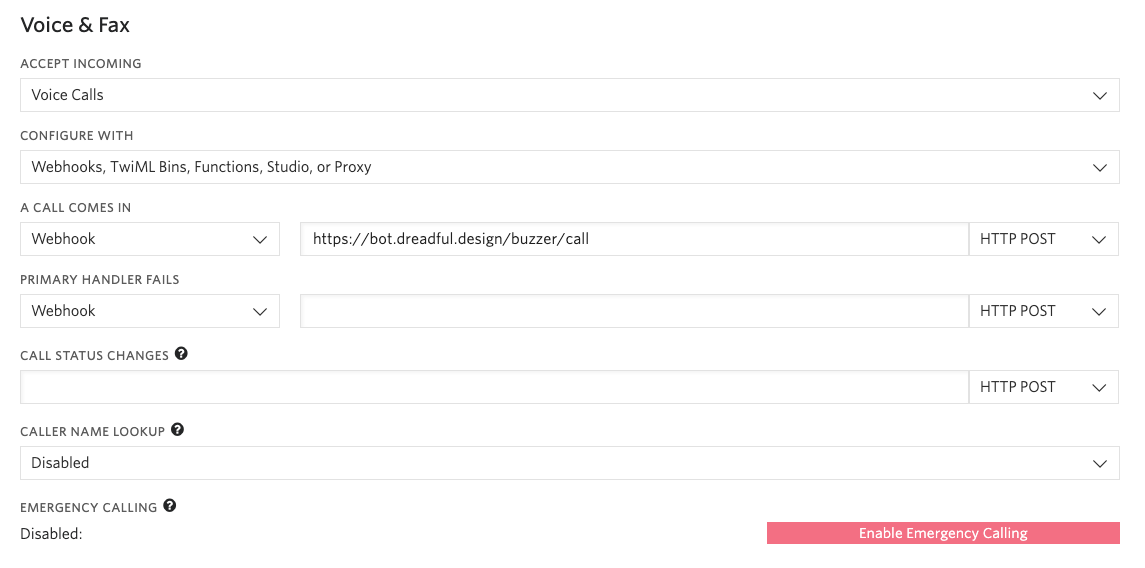 Voice & Fax
ACCEPT INCOMING
Voice Calls
CONFIGURE WITH
Webhooks, TwiML Bins, Functions, Studio, or Proxy
A CALL COMES IN
Webhook https://bot.dreadful.design/buzzer/call HTTP POST
PRIMARY HANDLER FAILS
Webhook HTTP POST
CALL STATUS CHANGES ?
HTTP POST
CALLER NAME LOOKUP ?
Disabled
EMERGENCY CALLING ?
Disabled: Enable Emergency Calling